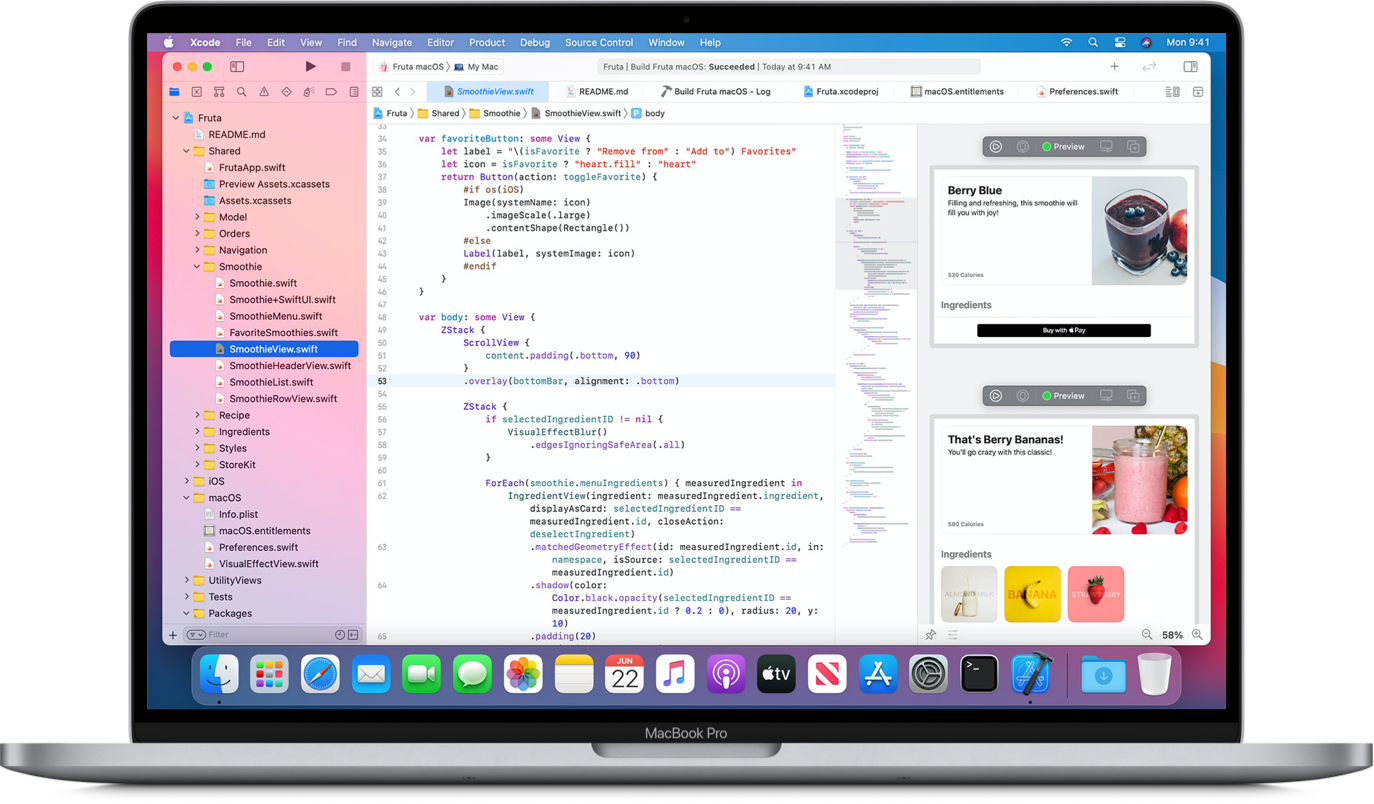 Xcode File Edit View Find Navigate Editor Product Debug Source Control Window Help Mon 9:41
Fruta macOS 〉 My Mac
Fruta | Build Fruta macOS: Succeeded | Today at 9:41 AM
SmoothieView.swift README.md Build Fruta macOS - Log Fruta.xcodeproj macOS.entitlements Preferences.swift
Fruta 〉 Shared 〉 Smoothie 〉 SmoothieView.swift 〉 P body
Fruta
README.md
Shared
FrutaApp.swift
Preview Assets.xcassets
Assets.xcassets
Model
Orders
Navigation
Smoothie
Smoothie.swift
Smoothie+SwiftUI.swift
SmoothieMenu.swift
FavoriteSmoothies.swift
SmoothieView.swift
SmoothieHeaderView.swift
SmoothieList.swift
SmoothieRowView.swift
Recipe
Ingredients
Styles
StoreKit
iOS
macOS
Info.plist
macOS.entitlements
Preferences.swift
VisualEffectView.swift
UtilityViews
Tests
Packages
Filter
33
34 var favoriteButton: some View {
35 let label = "\(isFavorite ? "Remove from" : "Add to") Favorites"
36 let icon = isFavorite ? "heart.fill" : "heart"
37 return Button(action: toggleFavorite) {
38 #if os(iOS)
39 Image(systemName: icon)
40 .imageScale(.large)
41 .contentShape(Rectangle())
42 #else
43 Label(label, systemImage: icon)
44 #endif
45 }
46 }
47
48 var body: some View {
49 ZStack {
50 ScrollView {
51 content.padding(.bottom, 90)
52 }
53 .overlay(bottomBar, alignment: .bottom)
54
55 ZStack {
56 if selectedIngredientID != nil {
57 VisualEffectBlur()
58 .edgesIgnoringSafeArea(.all)
59 }
60
61 ForEach(smoothie.menuIngredients) { measuredIngredient in
62 IngredientView(ingredient: measuredIngredient.ingredient,
displayAsCard: selectedIngredientID ==
measuredIngredient.id, closeAction:
deselectIngredient)
63 .matchedGeometryEffect(id: measuredIngredient.id, in:
namespace, isSource: selectedIngredientID ==
measuredIngredient.id)
64 .shadow(color:
Color.black.opacity(selectedIngredientID ==
measuredIngredient.id ? 0.2 : 0), radius: 20, y:
10)
65 .padding(20)
Preview
Berry Blue
Filling and refreshing, this smoothie will
fill you with joy!
520 Calories
Ingredients
Buy with Pay
Preview
That's Berry Bananas!
You'll go crazy with this classic!
580 Calories
Ingredients
ALMOND MILK BANANA STRAWBERRY
58%
JUN
22
tv
>_
MacBook Pro